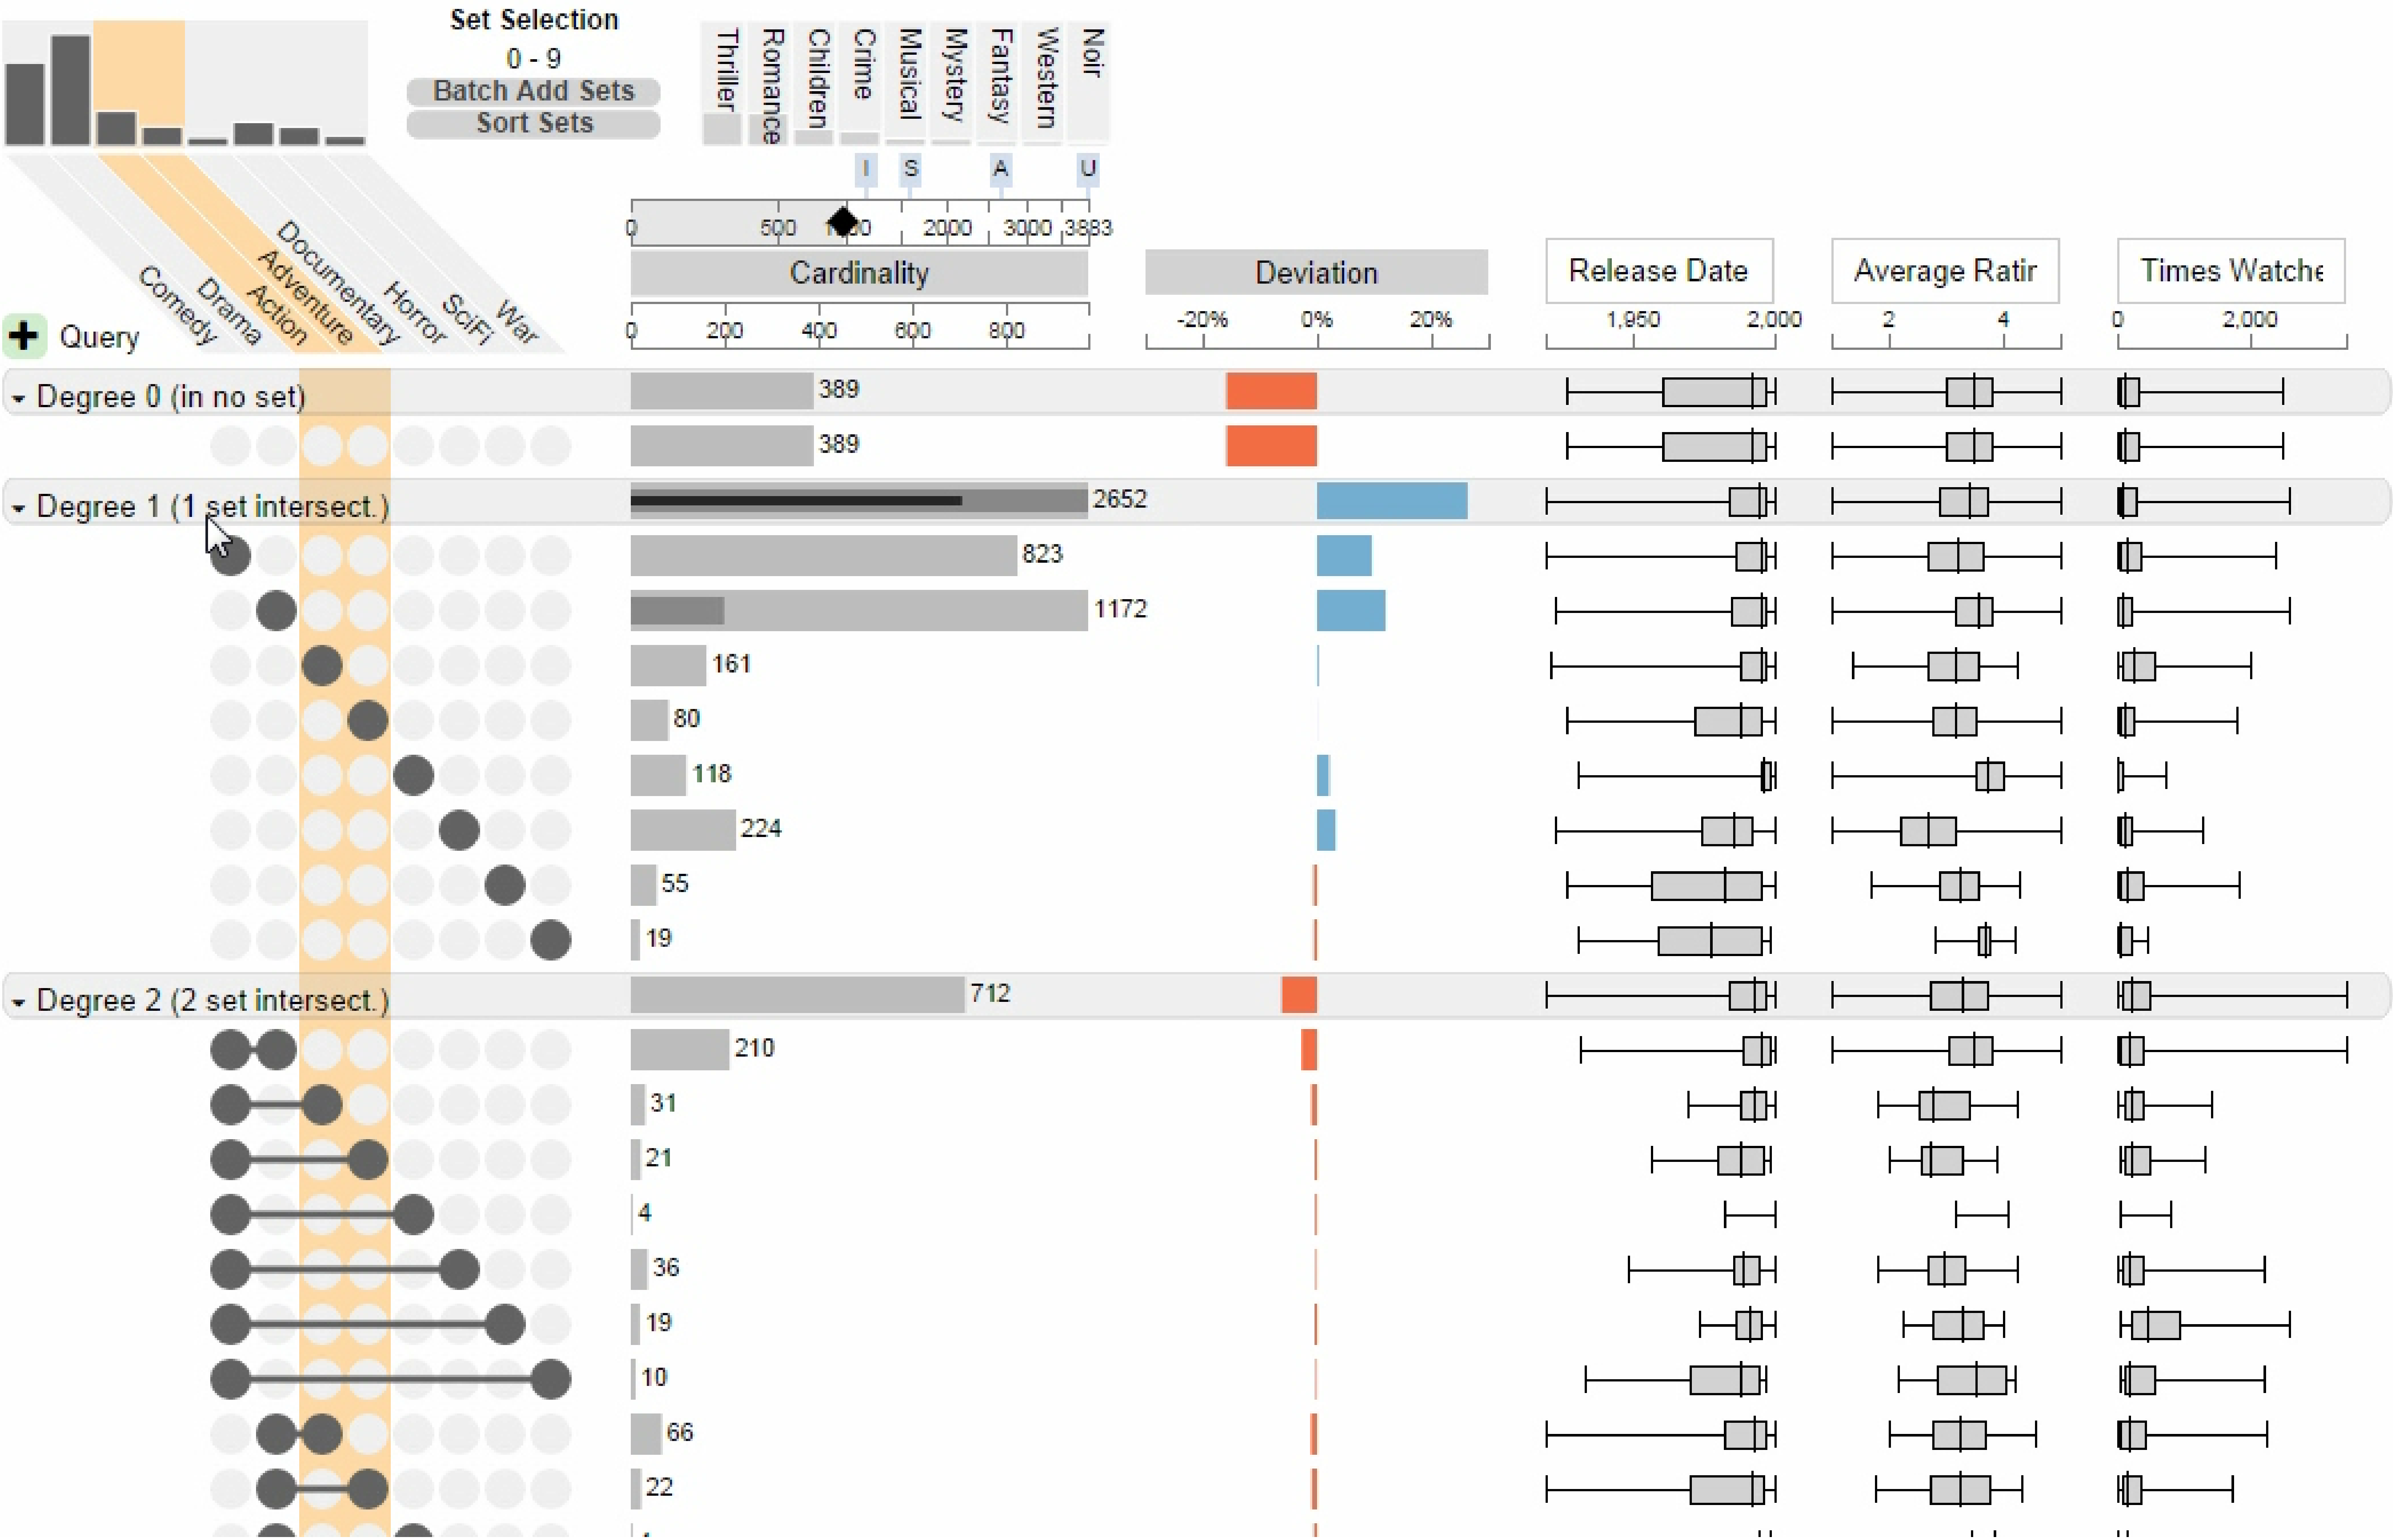 Set Selection
0 - 9
Batch Add Sets
Sort Sets
Thriller
Romance
Children
Crime
Musical
Mystery
Fantasy
Western
Noir
I S A U
0 500 2000 3000 3883
Cardinality
0 200 400 600 800
Deviation
-20% 0% 20%
Release Date
1,950 2,000
Average Ratir
2 4
Times Watche
0 2,000
Comedy
Drama
Action
Adventure
Documentary
Horror
SciFi
War
Query
Degree 0 (in no set) 389
389
Degree 1 (1 set intersect.) 2652
823
1172
161
80
118
224
55
19
Degree 2 (2 set intersect.) 712
210
31
21
4
36
19
10
66
22